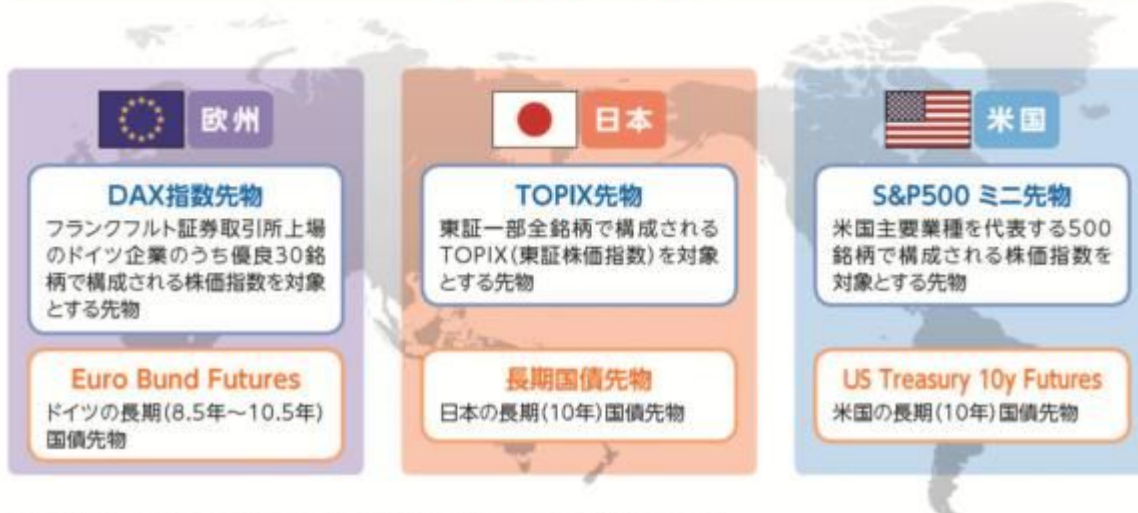 欧州
DAX指数先物
フランクフルト証券取引所上場
のドイツ企業のうち優良30銘
柄で構成される株価指数を対象
とする先物
Euro Bund Futures
ドイツの長期(8.5年～10.5年)
国債先物
日本
TOPIX先物
東証一部全銘柄で構成される
TOPIX(東証株価指数)を対象
とする先物
長期国債先物
日本の長期(10年)国債先物
米国
S&P500 ミニ先物
米国主要業種を代表する500
銘柄で構成される株価指数を
対象とする先物
US Treasury 10y Futures
米国の長期(10年)国債先物